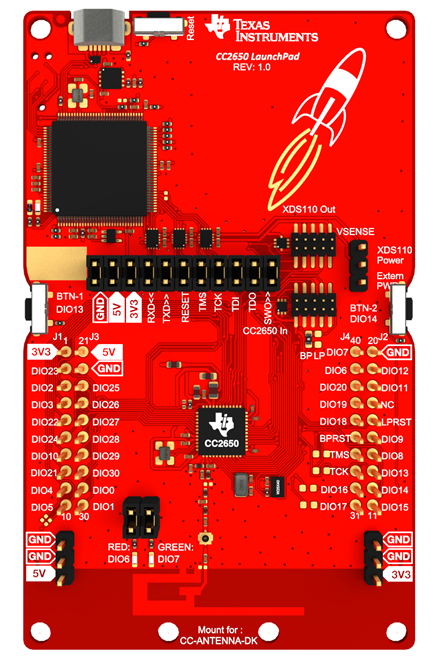 Reset
TEXAS
INSTRUMENTS
CC2650 LaunchPad
REV: 1.0
XDS110 Out
VSENSE
XDS110
Power
Extern
PW
BTN-1
DIO13
GND
5V
3V3
RXD<<
TXD>>
RESET
TMS
TCK
TDI
TDO
SWO>>
CC2650 In
BP LP
BTN-2
DIO14
J1 1 21 J3
3V3 5V
DIO23 GND
DIO2 DIO25
DIO3 DIO26
DIO22 DIO27
DIO24 DIO28
DIO10 DIO29
DIO21 DIO30
DIO4 DIO0
DIO5 DIO1
10 30
J4 40 20 J2
DIO7 GND
DIO6 DIO12
DIO20 DIO11
DIO19 NC
DIO18 LPRST
BPRST DIO9
TMS DIO8
TCK DIO13
DIO16 DIO14
DIO17 DIO15
31 11
CC2650
RED: GREEN:
DIO6 DIO7
GND
GND
5V
GND
GND
3V3
Mount for :
CC-ANTENNA-DK